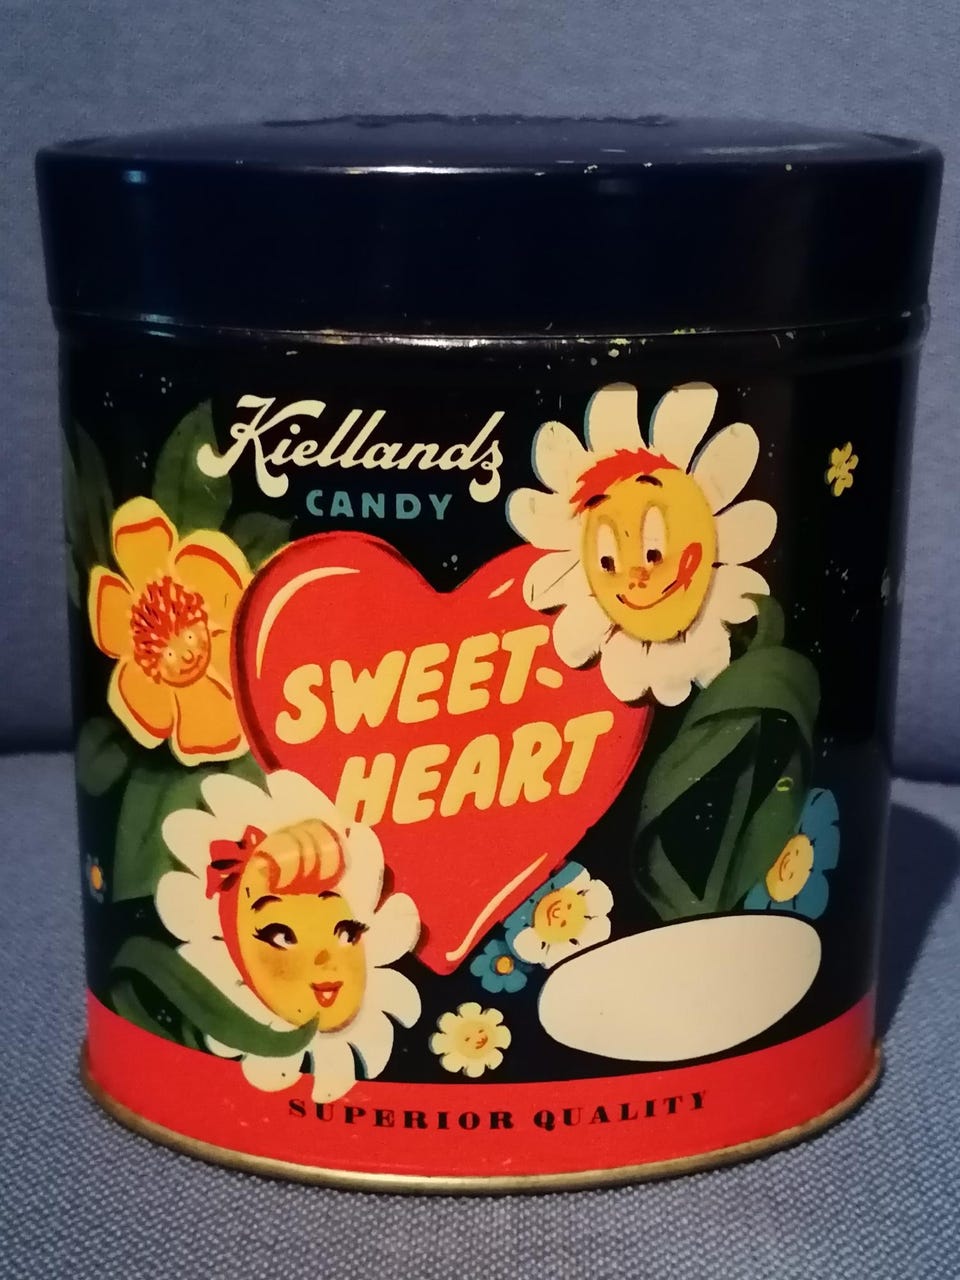 Kiellands
CANDY
SWEET-
HEART
SUPERIOR QUALITY